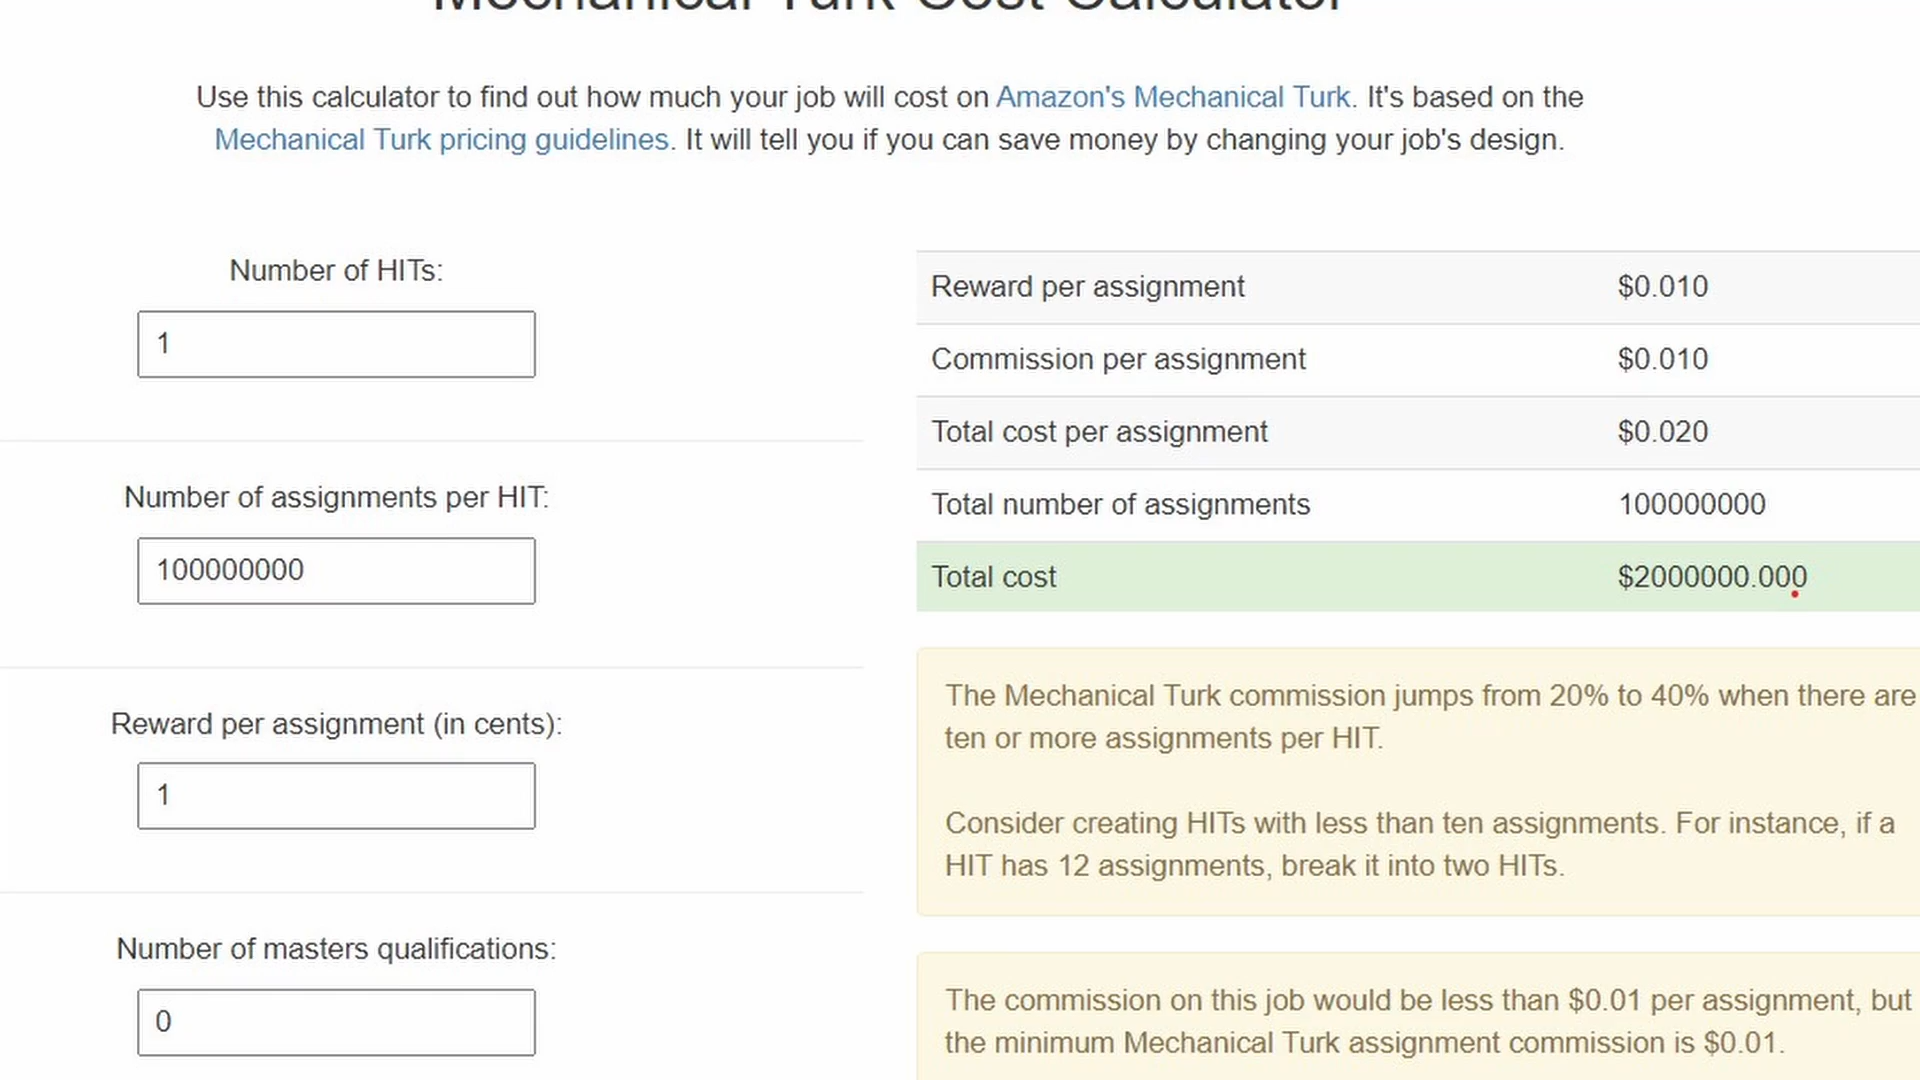 Mechanical Turk Cost Calculator
Use this calculator to find out how much your job will cost on Amazon's Mechanical Turk. It's based on the
Mechanical Turk pricing guidelines. It will tell you if you can save money by changing your job's design.
Number of HITs:
1
Number of assignments per HIT:
100000000
Reward per assignment (in cents):
1
Number of masters qualifications:
0
Reward per assignment $0.010
Commission per assignment $0.010
Total cost per assignment $0.020
Total number of assignments 100000000
Total cost $2000000.000
The Mechanical Turk commission jumps from 20% to 40% when there are
ten or more assignments per HIT.
Consider creating HITs with less than ten assignments. For instance, if a
HIT has 12 assignments, break it into two HITs.
The commission on this job would be less than $0.01 per assignment, but
the minimum Mechanical Turk assignment commission is $0.01.